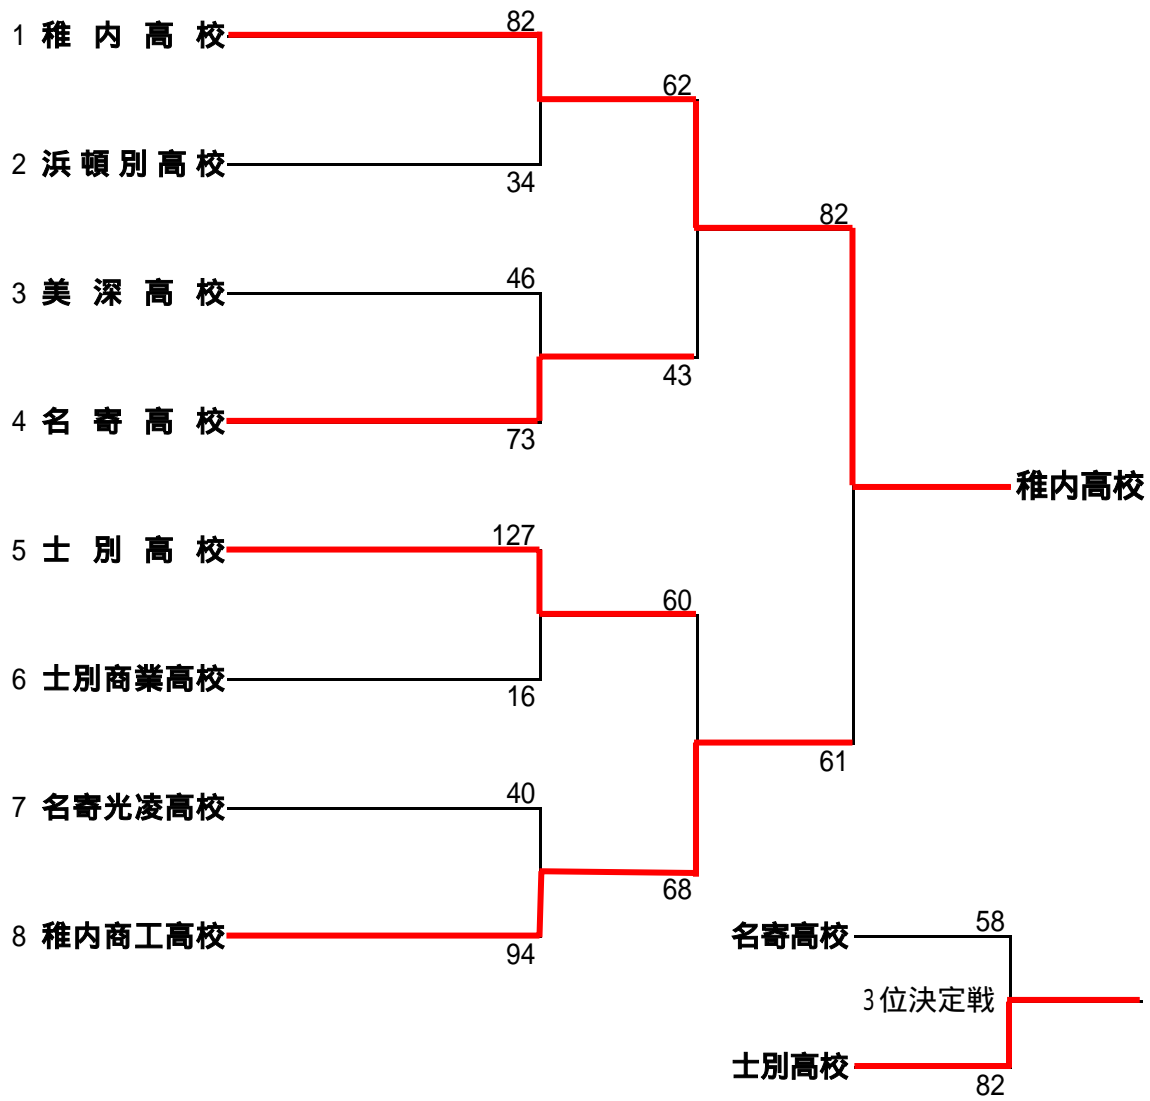 1 稚内高校 82
62
2 浜頓別高校 34
82
3 美深高校 46
43
4 名寄高校 73
稚内高校
5 士別高校 127
60
6 士別商業高校 16
61
7 名寄光凌高校 40
68
8 稚内商工高校 94
名寄高校 58
3位決定戦
士別高校 82